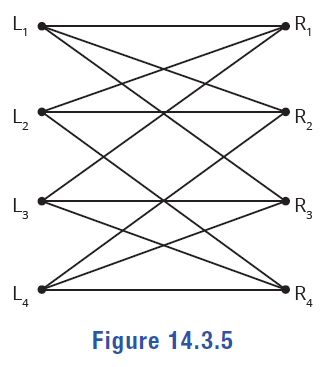 L₁ R₁
L₂ R₂
L₃ R₃
L₄ R₄
Figure 14.3.5